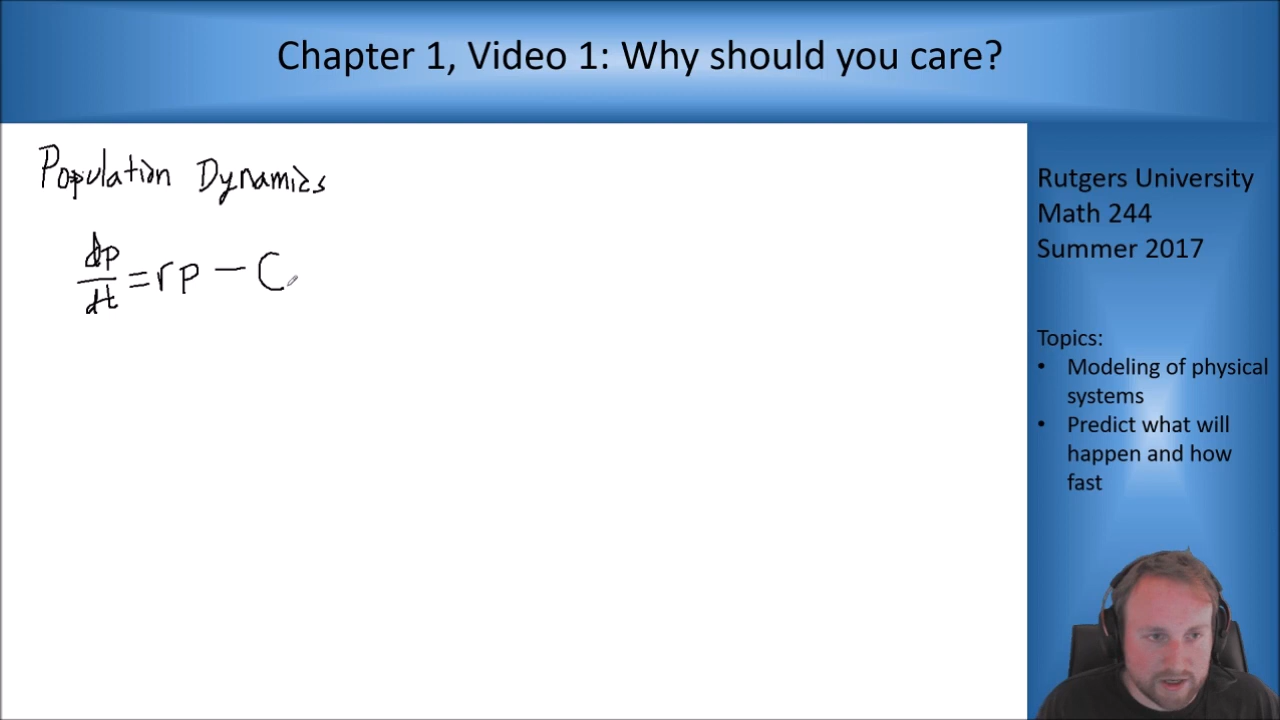 Chapter 1, Video 1: Why should you care?
Population Dynamics
dp/dt = rp - C
Rutgers University
Math 244
Summer 2017
Topics:
• Modeling of physical
systems
• Predict what will
happen and how
fast